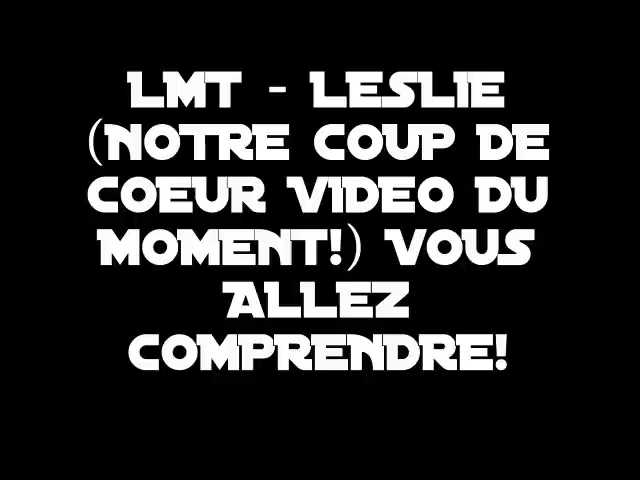 LMT - LESLIE
(NOTRE COUP DE
COEUR VIDEO DU
MOMENT!) VOUS
ALLEZ
COMPRENDRE!